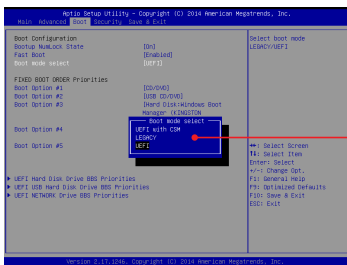 Aptio Setup Utility - Copyright (C) 2014 American Megatrends, Inc.
Main Advanced Boot Security Save & Exit
Boot Configuration
Bootup NumLock State [On]
Fast Boot [Enabled]
Boot mode select [UEFI]
FIXED BOOT ORDER Priorities
Boot Option #1 [CD/DVD]
Boot Option #2 [USB CD/DVD]
Boot Option #3 [Hard Disk:Windows Boot
Manager (KINGSTON
Boot mode select
UEFI with CSM
LEGACY
UEFI
Boot Option #4
Boot Option #5
UEFI Hard Drive BBS Priorities
UEFI USB Hard Disk Drive BBS Priorities
UEFI NETWORK Drive BBS Priorities
Select boot mode
LEGACY/UEFI
↔: Select Screen
↑↓: Select Item
Enter: Select
+/-: Change Opt.
F1: General Help
F9: Optimized Defaults
F10: Save & Exit
ESC: Exit
Version 2.17.1246. Copyright (C) 2014 American Megatrends, Inc.